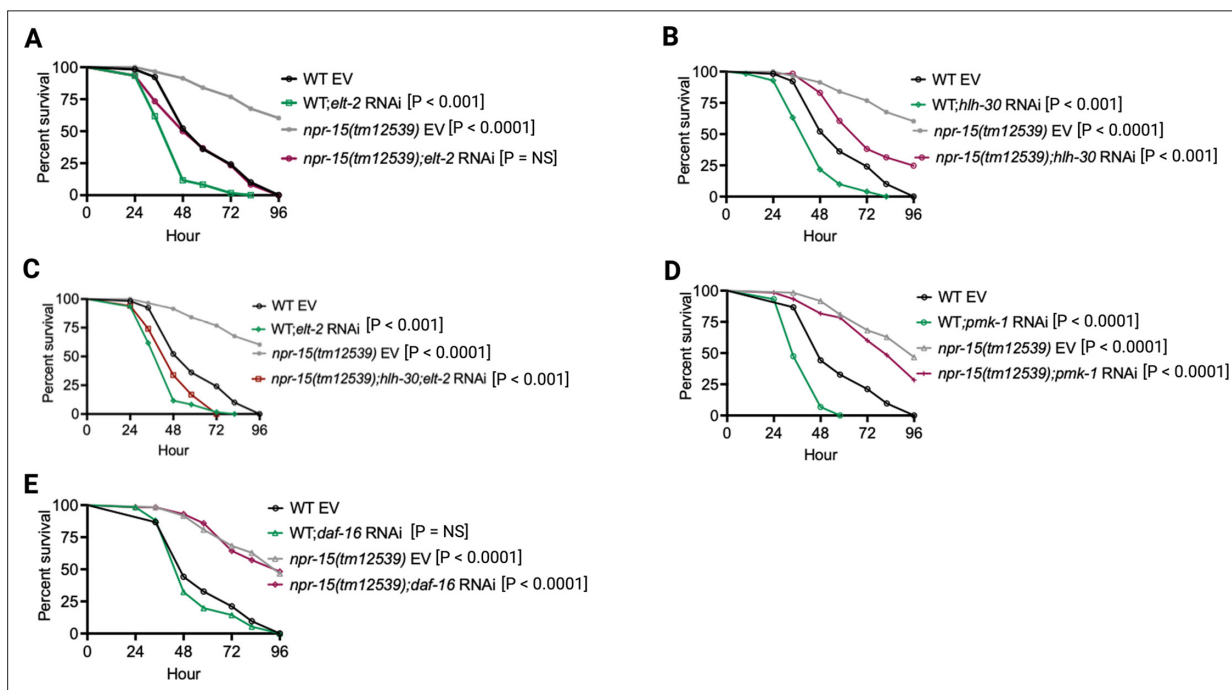 A
Percent survival
100
75
50
25
0
0 24 48 72 96
Hour
WT EV
WT;elt-2 RNAi [P < 0.001]
npr-15(tm12539) EV [P < 0.0001]
npr-15(tm12539);elt-2 RNAi [P = NS]
B
Percent survival
100
75
50
25
0
0 24 48 72 96
Hour
WT EV
WT;hlh-30 RNAi [P < 0.001]
npr-15(tm12539) EV [P < 0.0001]
npr-15(tm12539);hlh-30 RNAi [P < 0.001]
C
Percent survival
100
75
50
25
0
0 24 48 72 96
Hour
WT EV
WT;elt-2 RNAi [P < 0.001]
npr-15(tm12539) EV [P < 0.0001]
npr-15(tm12539);hlh-30;elt-2 RNAi [P < 0.001]
D
Percent survival
100
75
50
25
0
0 24 48 72 96
Hour
WT EV
WT;pmk-1 RNAi [P < 0.0001]
npr-15(tm12539) EV [P < 0.0001]
npr-15(tm12539);pmk-1 RNAi [P < 0.0001]
E
Percent survival
100
75
50
25
0
0 24 48 72 96
Hour
WT EV
WT;daf-16 RNAi [P = NS]
npr-15(tm12539) EV [P < 0.0001]
npr-15(tm12539);daf-16 RNAi [P < 0.0001]